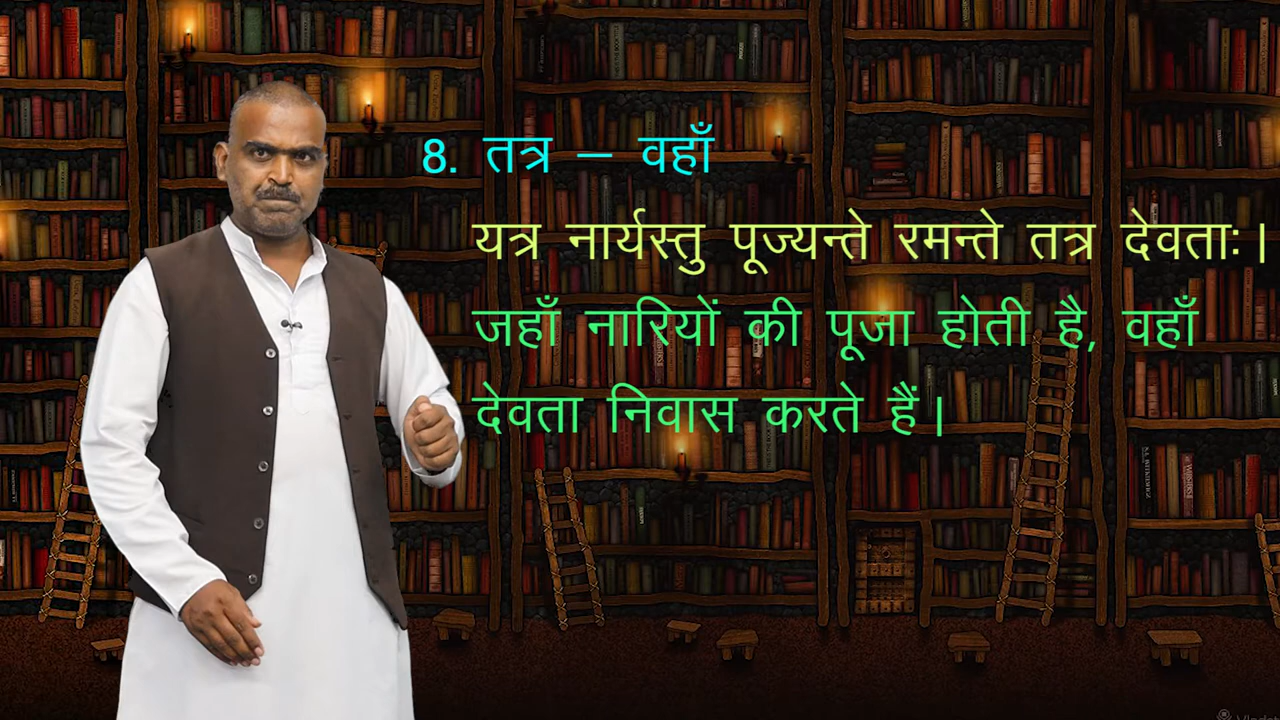 8. तत्र – वहाँ
यत्र नार्यस्तु पूज्यन्ते रमन्ते तत्र देवताः।
जहाँ नारियों की पूजा होती है, वहाँ
देवता निवास करते हैं।